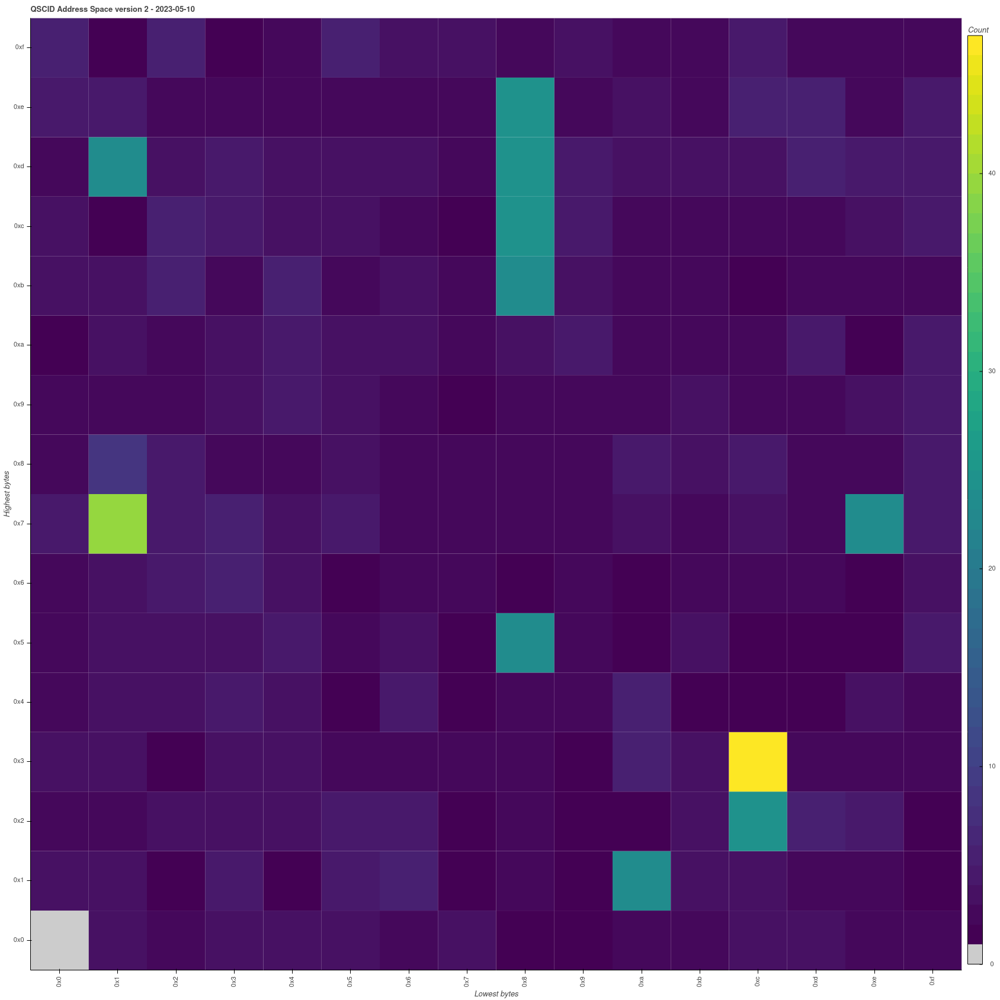 QSCID Address Space version 2 - 2023-05-10
Count
0xf
0xe
0xd
0xc
0xb
0xa
0x9
0x8
0x7
0x6
0x5
0x4
0x3
0x2
0x1
0x0
Highest bytes
40
30
20
10
0
0x0 0x1 0x2 0x3 0x4 0x5 0x6 0x7 0x8 0x9 0xa 0xb 0xc 0xd 0xe 0xf
Lowest bytes